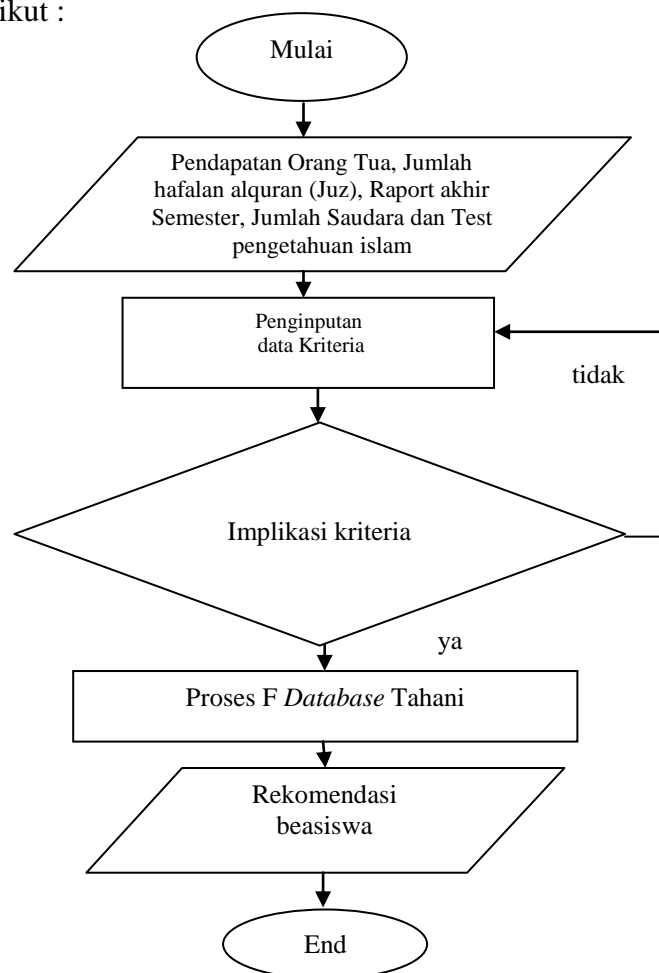 ikut :
Mulai
Pendapatan Orang Tua, Jumlah
hafalan alquran (Juz), Raport akhir
Semester, Jumlah Saudara dan Test
pengetahuan islam
Penginputan
data Kriteria
tidak
Implikasi kriteria
ya
Proses F Database Tahani
Rekomendasi
beasiswa
End